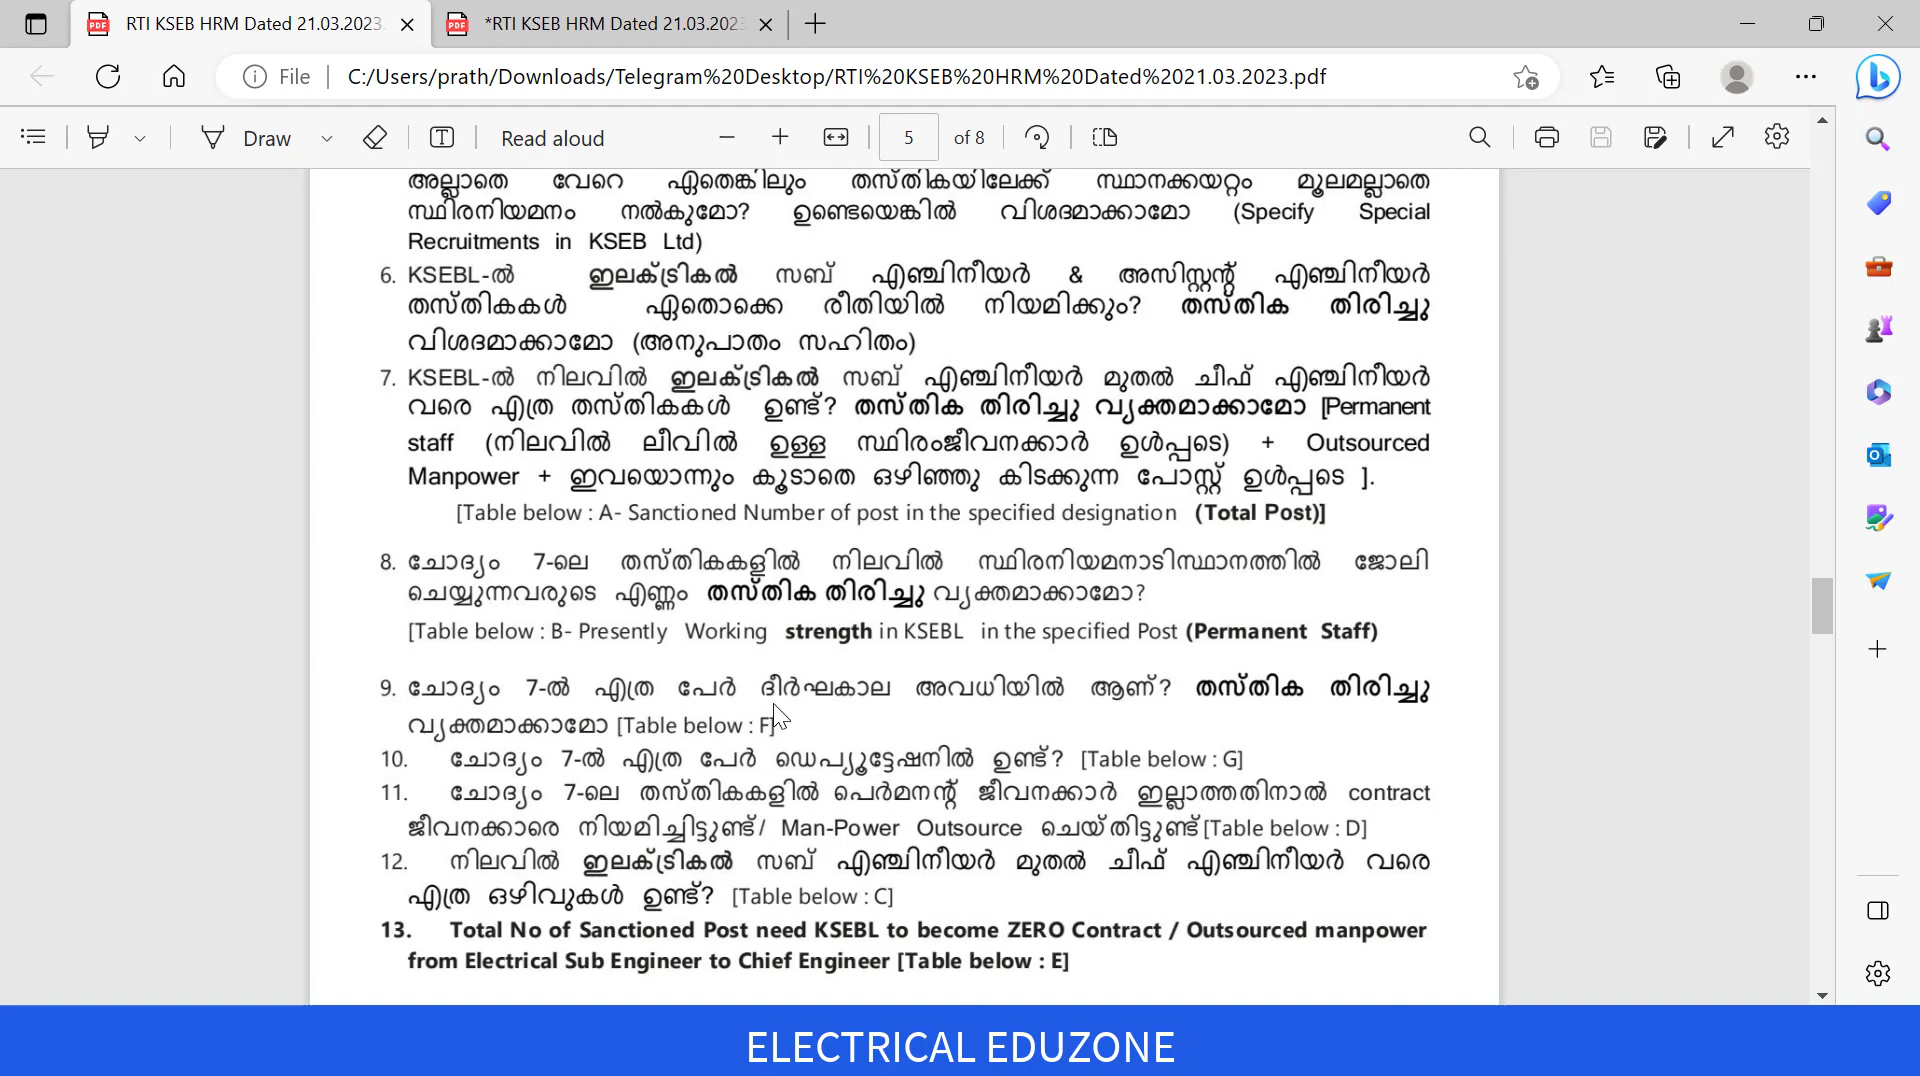 RTI KSEB HRM Dated 21.03.2023.
*RTI KSEB HRM Dated 21.03.2023
File
C:/Users/prath/Downloads/Telegram%20Desktop/RTI%20KSEB%20HRM%20Dated%2021.03.2023.pdf
Draw
Read aloud
5 of 8
അല്ലാതെ വേറെ ഏതെങ്കിലും തസ്തികയിലേക്ക് സ്ഥാനക്കയറ്റം മൂലമല്ലാതെ
സ്ഥിരനിയമനം നൽകുമോ? ഉണ്ടെയെങ്കിൽ വിശദമാക്കാമോ (Specify Special
Recruitments in KSEB Ltd)
6. KSEBL-ൽ ഇലക്ട്രികൽ സബ് എഞ്ചിനീയർ & അസിസ്റ്റന്റ് എഞ്ചിനീയർ
തസ്തികകൾ ഏതൊക്കെ രീതിയിൽ നിയമിക്കും? തസ്തിക തിരിച്ചു
വിശദമാക്കാമോ (അനുപാതം സഹിതം)
7. KSEBL-ൽ നിലവിൽ ഇലക്ട്രികൽ സബ് എഞ്ചിനീയർ മുതൽ ചീഫ് എഞ്ചിനീയർ
വരെ എത്ര തസ്തികകൾ ഉണ്ട്? തസ്തിക തിരിച്ചു വ്യക്തമാക്കാമോ [Permanent
staff (നിലവിൽ ലീവിൽ ഉള്ള സ്ഥിരംജീവനക്കാർ ഉൾപ്പടെ) + Outsourced
Manpower + ഇവയൊന്നും കൂടാതെ ഒഴിഞ്ഞു കിടക്കുന്ന പോസ്റ്റ് ഉൾപ്പടെ ].
[Table below : A- Sanctioned Number of post in the specified designation (Total Post)]
8. ചോദ്യം 7-ലെ തസ്തികകളിൽ നിലവിൽ സ്ഥിരനിയമനാടിസ്ഥാനത്തിൽ ജോലി
ചെയ്യുന്നവരുടെ എണ്ണം തസ്തിക തിരിച്ചു വ്യക്തമാക്കാമോ?
[Table below : B- Presently Working strength in KSEBL in the specified Post (Permanent Staff)
9. ചോദ്യം 7-ൽ എത്ര പേർ ദീർഘകാല അവധിയിൽ ആണ്? തസ്തിക തിരിച്ചു
വ്യക്തമാക്കാമോ [Table below : F]
10. ചോദ്യം 7-ൽ എത്ര പേർ ഡെപ്യൂട്ടേഷനിൽ ഉണ്ട്? [Table below : G]
11. ചോദ്യം 7-ലെ തസ്തികകളിൽ പെർമനന്റ് ജീവനക്കാർ ഇല്ലാത്തതിനാൽ contract
ജീവനക്കാരെ നിയമിച്ചിട്ടുണ്ട്/ Man-Power Outsource ചെയ്തിട്ടുണ്ട്[Table below : D]
12. നിലവിൽ ഇലക്ട്രികൽ സബ് എഞ്ചിനീയർ മുതൽ ചീഫ് എഞ്ചിനീയർ വരെ
എത്ര ഒഴിവുകൾ ഉണ്ട്? [Table below : C]
13. Total No of Sanctioned Post need KSEBL to become ZERO Contract / Outsourced manpower
from Electrical Sub Engineer to Chief Engineer [Table below : E]
ELECTRICAL EDUZONE